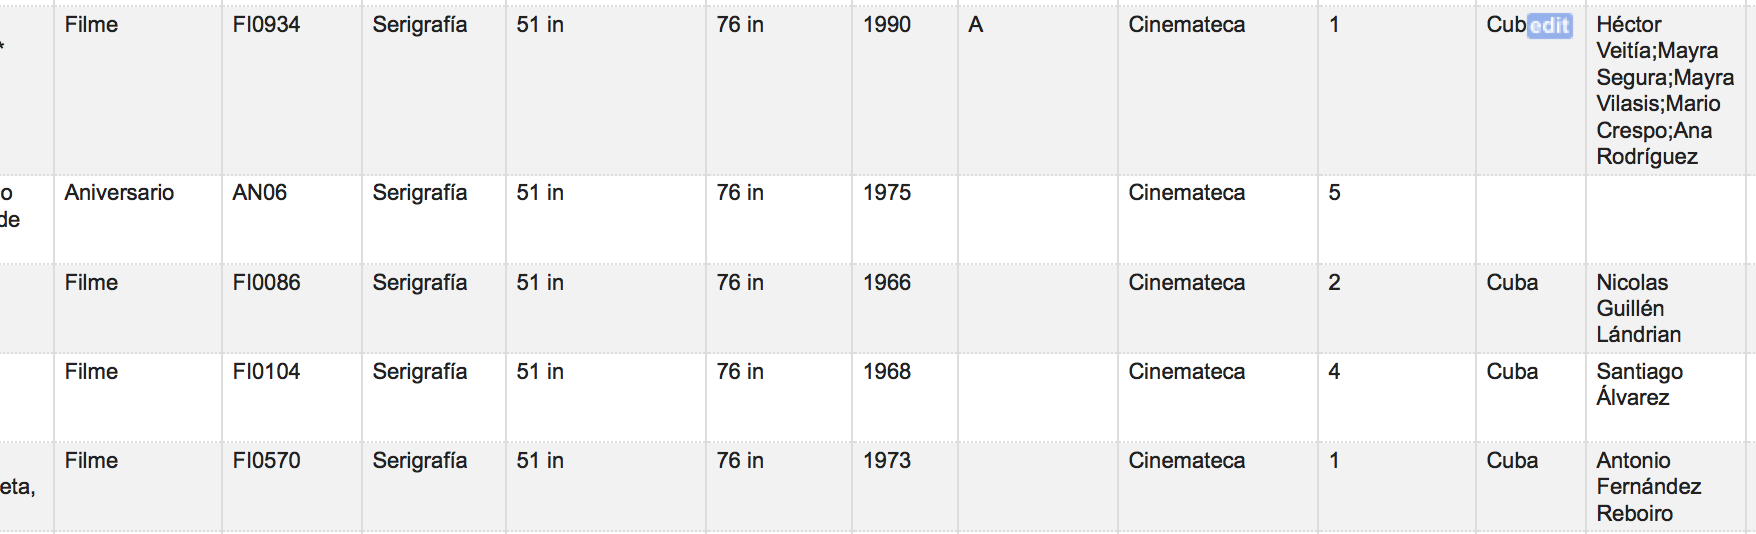 * Filme FI0934 Serigrafía 51 in 76 in 1990 A Cinemateca 1 Cub edit Héctor
Veitía;Mayra
Segura;Mayra
Vilasis;Mario
Crespo;Ana
Rodríguez
o Aniversario AN06 Serigrafía 51 in 76 in 1975 Cinemateca 5
de
Filme FI0086 Serigrafía 51 in 76 in 1966 Cinemateca 2 Cuba Nicolas
Guillén
Lándrian
Filme FI0104 Serigrafía 51 in 76 in 1968 Cinemateca 4 Cuba Santiago
Álvarez
Filme FI0570 Serigrafía 51 in 76 in 1973 Cinemateca 1 Cuba Antonio
eta, Fernández
Reboiro